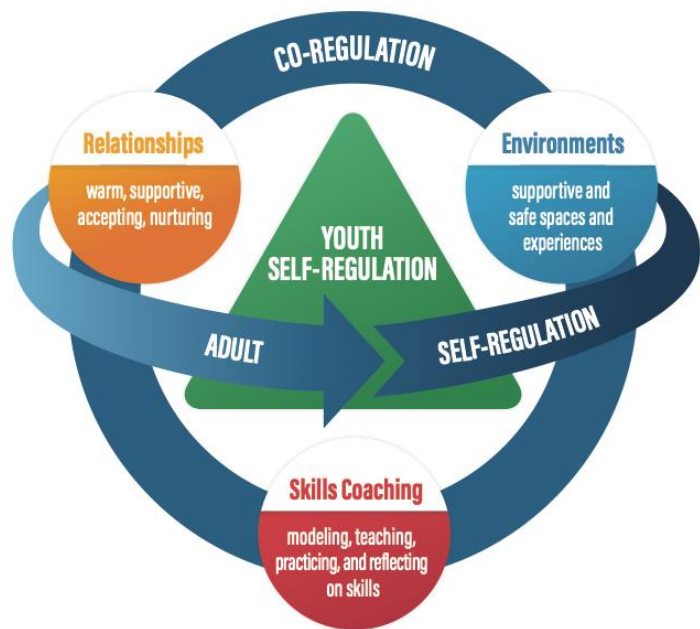 CO-REGULATION
Relationships
warm, supportive,
accepting, nurturing
Environments
supportive and
safe spaces and
experiences
YOUTH
SELF-REGULATION
ADULT
SELF-REGULATION
Skills Coaching
modeling, teaching,
practicing, and reflecting
on skills